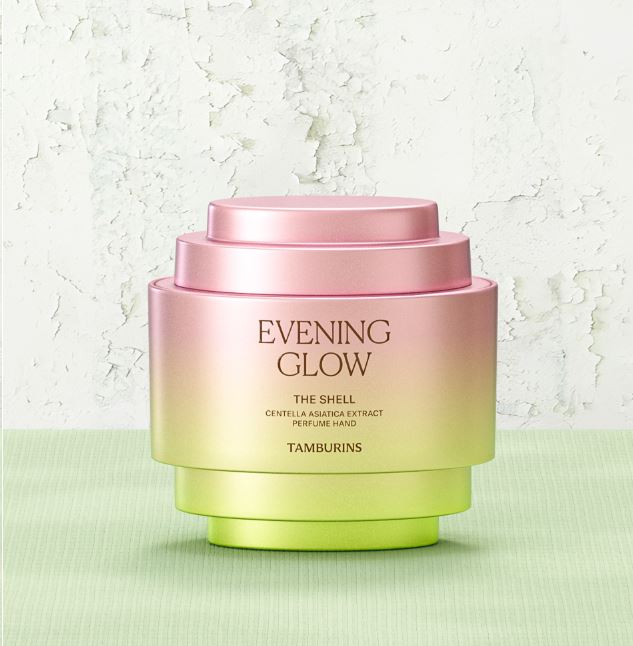 EVENING
GLOW
THE SHELL
CENTELLA ASIATICA EXTRACT
PERFUME HAND
TAMBURINS